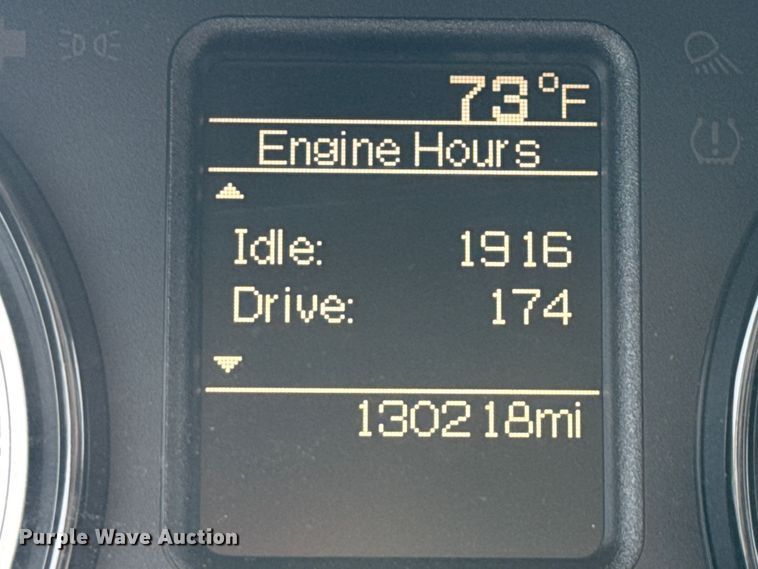 73°F
Engine Hours
Idle: 1916
Drive: 174
130218mi
Purple Wave Auction